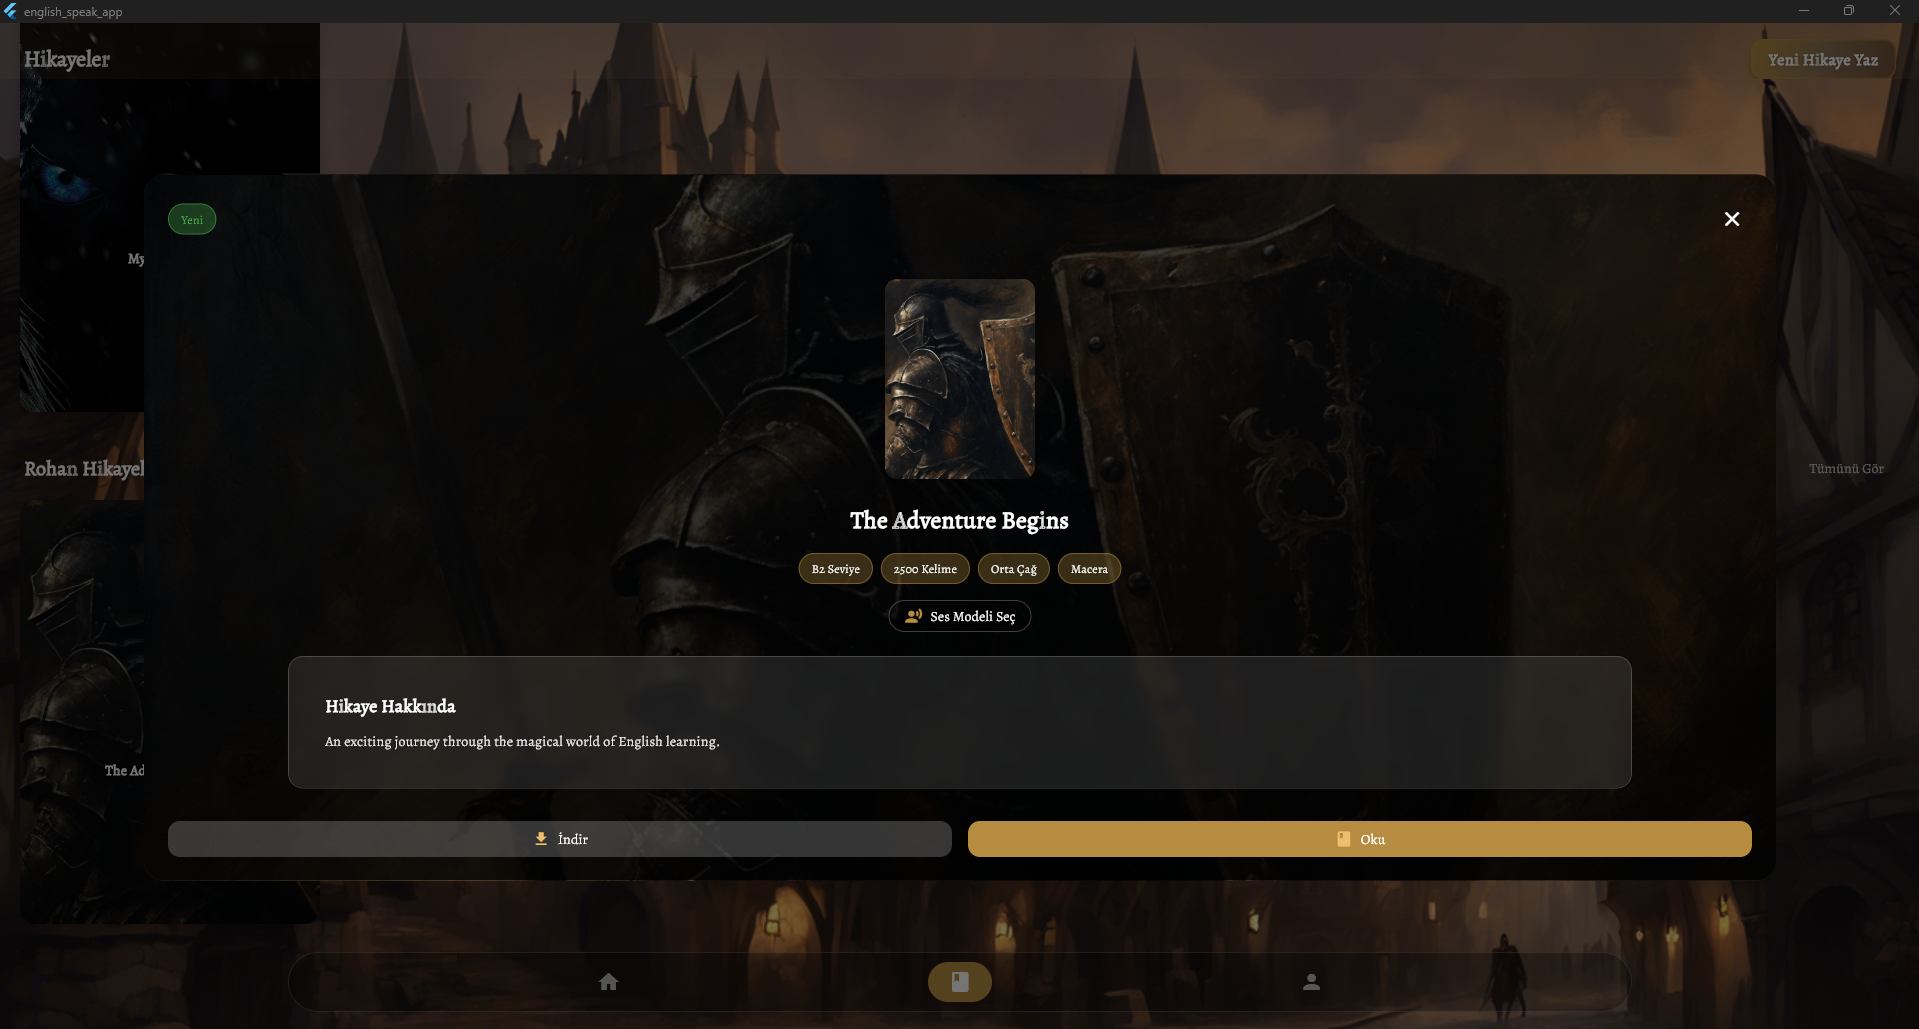 english_speak_app
Hikayeler
Yeni Hikaye Yaz
Yeni
My
Rohan Hikayel
Tümünü Gör
The Adventure Begins
B2 Seviye
2500 Kelime
Orta Çağ
Macera
Ses Modeli Seç
Hikaye Hakkında
An exciting journey through the magical world of English learning.
The Ad
İndir
Oku